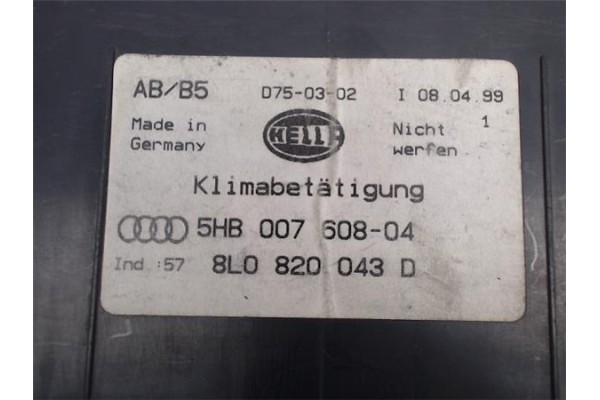 AB/B5 D75-03-02 I 08.04.99
Made in Germany HELLA Nicht werfen 1
Klimabetätigung
5HB 007 608-04
Ind :57 8L0 820 043 D